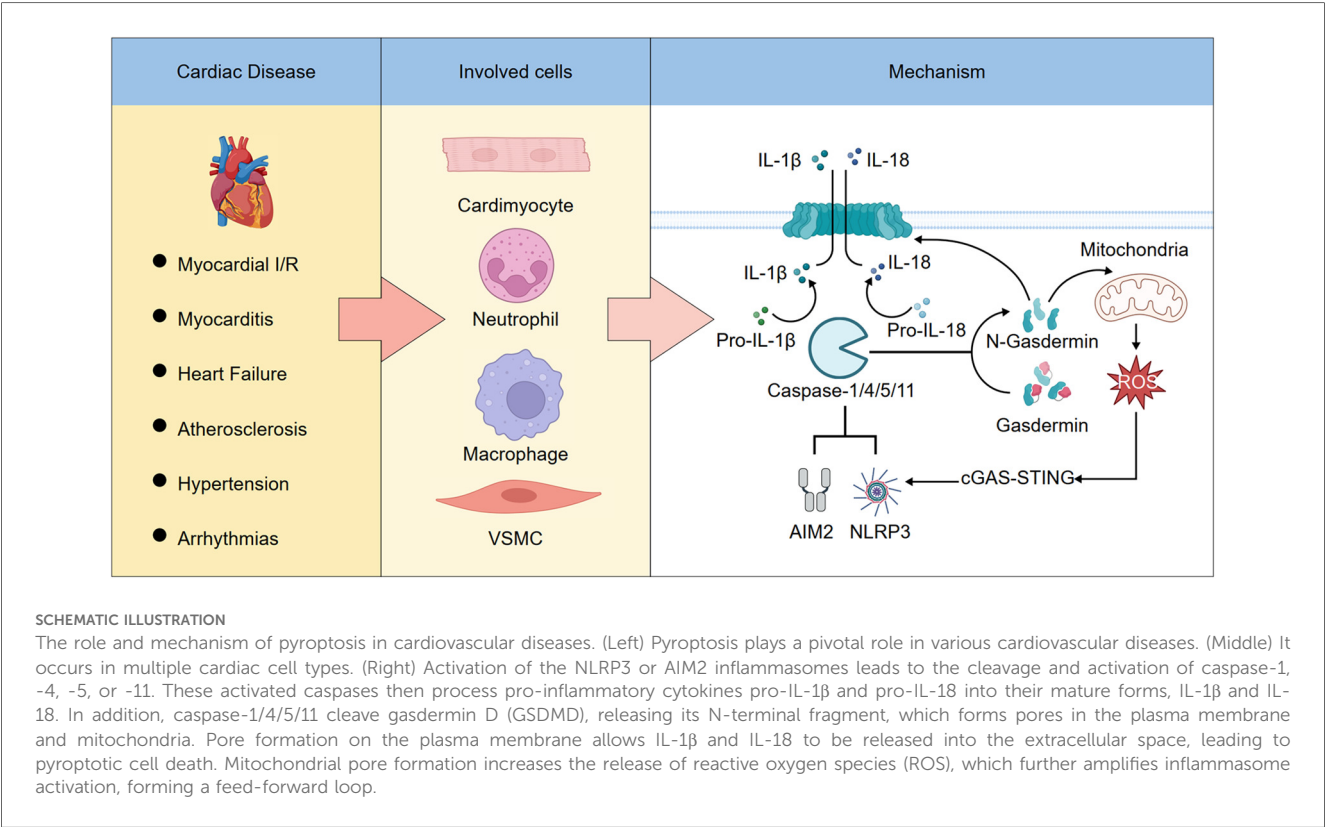 Cardiac Disease
Involved cells
Mechanism
Myocardial I/R
Myocarditis
Heart Failure
Atherosclerosis
Hypertension
Arrhythmias
Cardimyocyte
Neutrophil
Macrophage
VSMC
IL-1β
IL-18
IL-1β
IL-18
Mitochondria
Pro-IL-1β
Pro-IL-18
N-Gasdermin
Caspase-1/4/5/11
ROS
Gasdermin
cGAS-STING
AIM2
NLRP3
SCHEMATIC ILLUSTRATION
The role and mechanism of pyroptosis in cardiovascular diseases. (Left) Pyroptosis plays a pivotal role in various cardiovascular diseases. (Middle) It
occurs in multiple cardiac cell types. (Right) Activation of the NLRP3 or AIM2 inflammasomes leads to the cleavage and activation of caspase-1,
-4, -5, or -11. These activated caspases then process pro-inflammatory cytokines pro-IL-1β and pro-IL-18 into their mature forms, IL-1β and IL-
18. In addition, caspase-1/4/5/11 cleave gasdermin D (GSDMD), releasing its N-terminal fragment, which forms pores in the plasma membrane
and mitochondria. Pore formation on the plasma membrane allows IL-1β and IL-18 to be released into the extracellular space, leading to
pyroptotic cell death. Mitochondrial pore formation increases the release of reactive oxygen species (ROS), which further amplifies inflammasome
activation, forming a feed-forward loop.